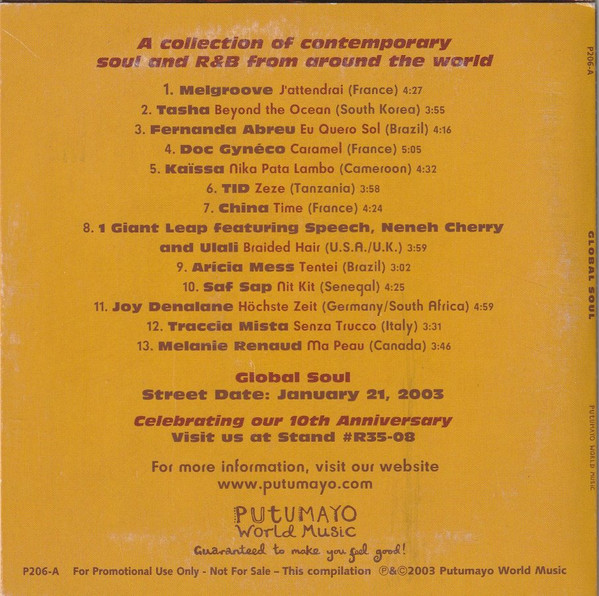 A collection of contemporary
soul and R&B from around the world
1. Melgroove J'attendrai (France) 4:27
2. Tasha Beyond the Ocean (South Korea) 3:55
3. Fernanda Abreu Eu Quero Sol (Brazil) 4:16
4. Doc Gynéco Caramel (France) 5:05
5. Kaïssa Nika Pata Lambo (Cameroon) 4:32
6. TID Zeze (Tanzania) 3:58
7. China Time (France) 4:24
8. 1 Giant Leap featuring Speech, Neneh Cherry
and Ulali Braided Hair (U.S.A./U.K.) 3:59
9. Arícia Mess Tentei (Brazil) 3:02
10. Saf Sap Nit Kit (Senegal) 4:25
11. Joy Denalane Höchste Zeit (Germany/South Africa) 4:59
12. Traccia Mista Senza Trucco (Italy) 3:31
13. Melanie Renaud Ma Peau (Canada) 3:46
Global Soul
Street Date: January 21, 2003
Celebrating our 10th Anniversary
Visit us at Stand #R35-08
For more information, visit our website
www.putumayo.com
PUTUMAYO
World Music
Guaranteed to make you feel good!
P206-A For Promotional Use Only - Not For Sale – This compilation ℗&©2003 Putumayo World Music
P206-A
GLOBAL SOUL
PUTUMAYO WORLD MUSIC